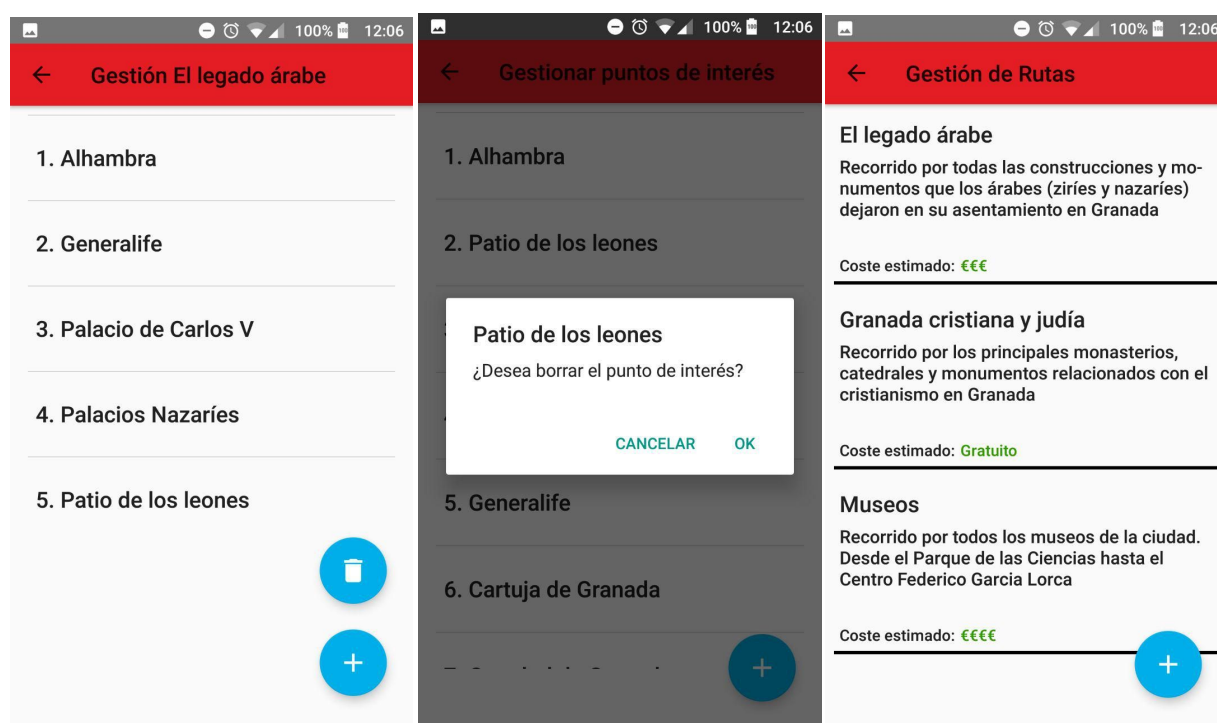 100% 12:06
Gestión El legado árabe
1. Alhambra
2. Generalife
3. Palacio de Carlos V
4. Palacios Nazaríes
5. Patio de los leones
100% 12:06
Gestionar puntos de interés
1. Alhambra
2. Patio de los leones
Patio de los leones
¿Desea borrar el punto de interés?
CANCELAR OK
5. Generalife
6. Cartuja de Granada
100% 12:06
Gestión de Rutas
El legado árabe
Recorrido por todas las construcciones y mo-
numentos que los árabes (ziríes y nazaríes)
dejaron en su asentamiento en Granada
Coste estimado: €€€
Granada cristiana y judía
Recorrido por los principales monasterios,
catedrales y monumentos relacionados con el
cristianismo en Granada
Coste estimado: Gratuito
Museos
Recorrido por todos los museos de la ciudad.
Desde el Parque de las Ciencias hasta el
Centro Federico Garcia Lorca
Coste estimado: €€€€